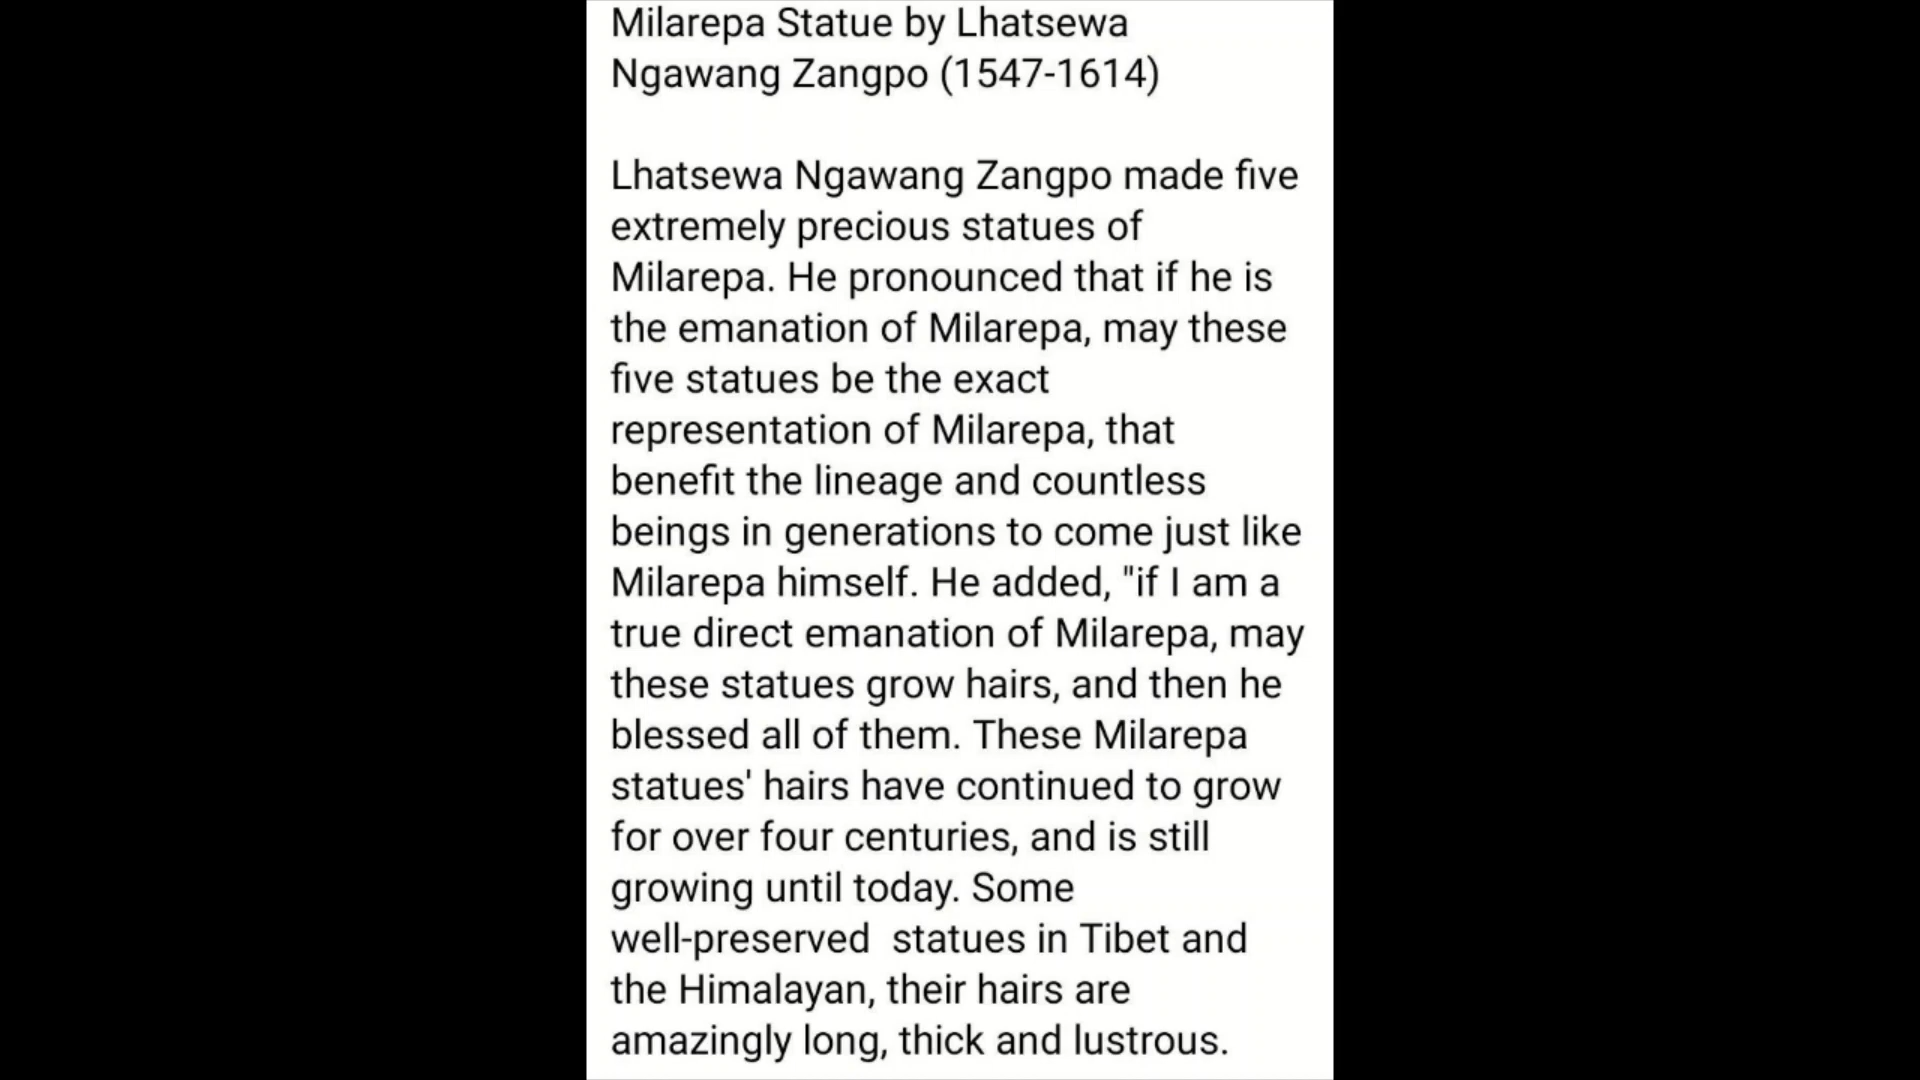 Milarepa Statue by Lhatsewa
Ngawang Zangpo (1547-1614)
Lhatsewa Ngawang Zangpo made five
extremely precious statues of
Milarepa. He pronounced that if he is
the emanation of Milarepa, may these
five statues be the exact
representation of Milarepa, that
benefit the lineage and countless
beings in generations to come just like
Milarepa himself. He added, "if I am a
true direct emanation of Milarepa, may
these statues grow hairs, and then he
blessed all of them. These Milarepa
statues' hairs have continued to grow
for over four centuries, and is still
growing until today. Some
well-preserved  statues in Tibet and
the Himalayan, their hairs are
amazingly long, thick and lustrous.